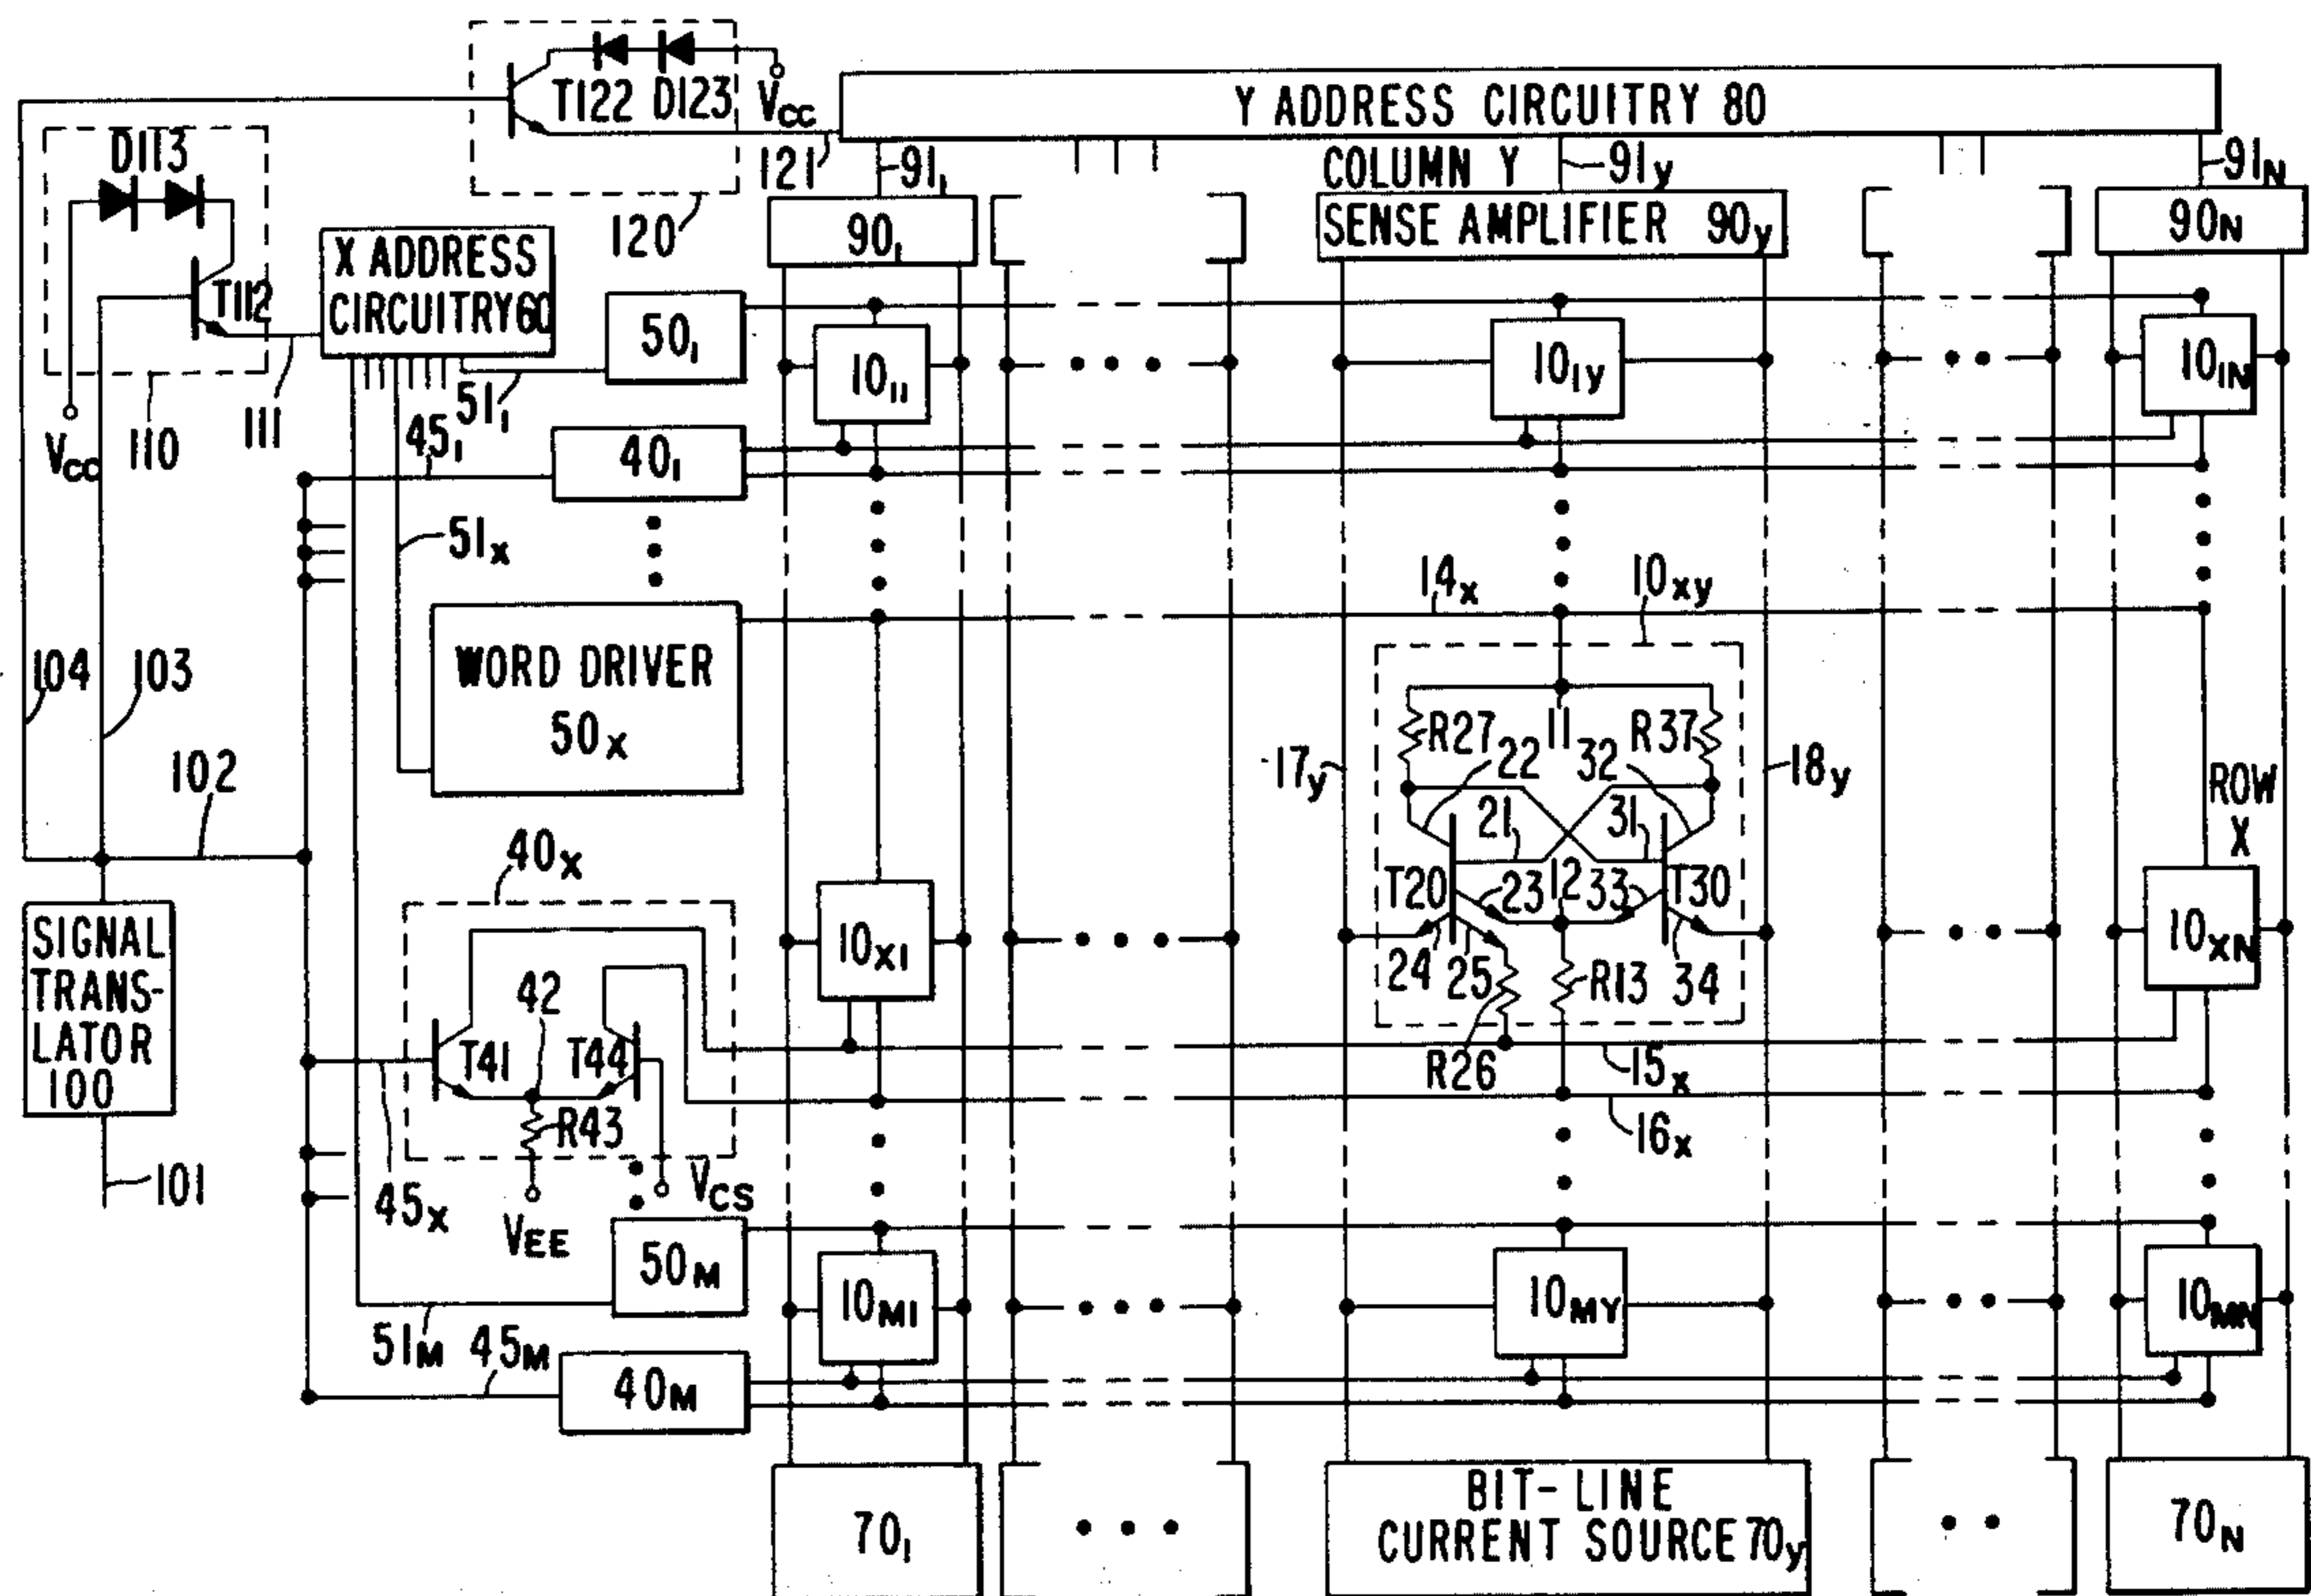 T122 D123 VCC
Y ADDRESS CIRCUITRY 80
D113
121
91₁
COLUMN Y
91y
91N
120
90₁
SENSE AMPLIFIER 90y
90N
X ADDRESS
CIRCUITRY 60
T112
50₁
10₁₁
10₁y
10₁N
VCC
110
111
51₁
45₁
40₁
51x
14x
10xy
104
103
WORD DRIVER
50x
11
R27
22
32
R37
17y
18y
102
21
31
ROW
X
40x
T20
23
12
33
T30
SIGNAL
TRANS-
LATOR
100
10X1
10XN
24
25
R13
34
42
T41
T44
R26
15x
R43
16x
101
45x
VCS
VEE
50M
10M1
10MY
10MN
51M
45M
40M
70₁
BIT-LINE
CURRENT SOURCE 70y
70N